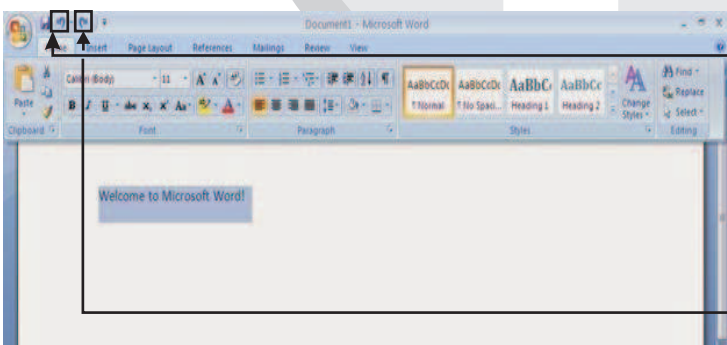 Document1 - Microsoft Word
Insert Page Layout References Mailings Review View
Calibri (Body) 11
Paste
AaBbCcDc AaBbCcDc AaBbC AaBbCc
¶ Normal ¶ No Spaci... Heading 1 Heading 2
Change Styles
Find
Replace
Select
Clipboard Font Paragraph Styles Editing
Welcome to Microsoft Word!